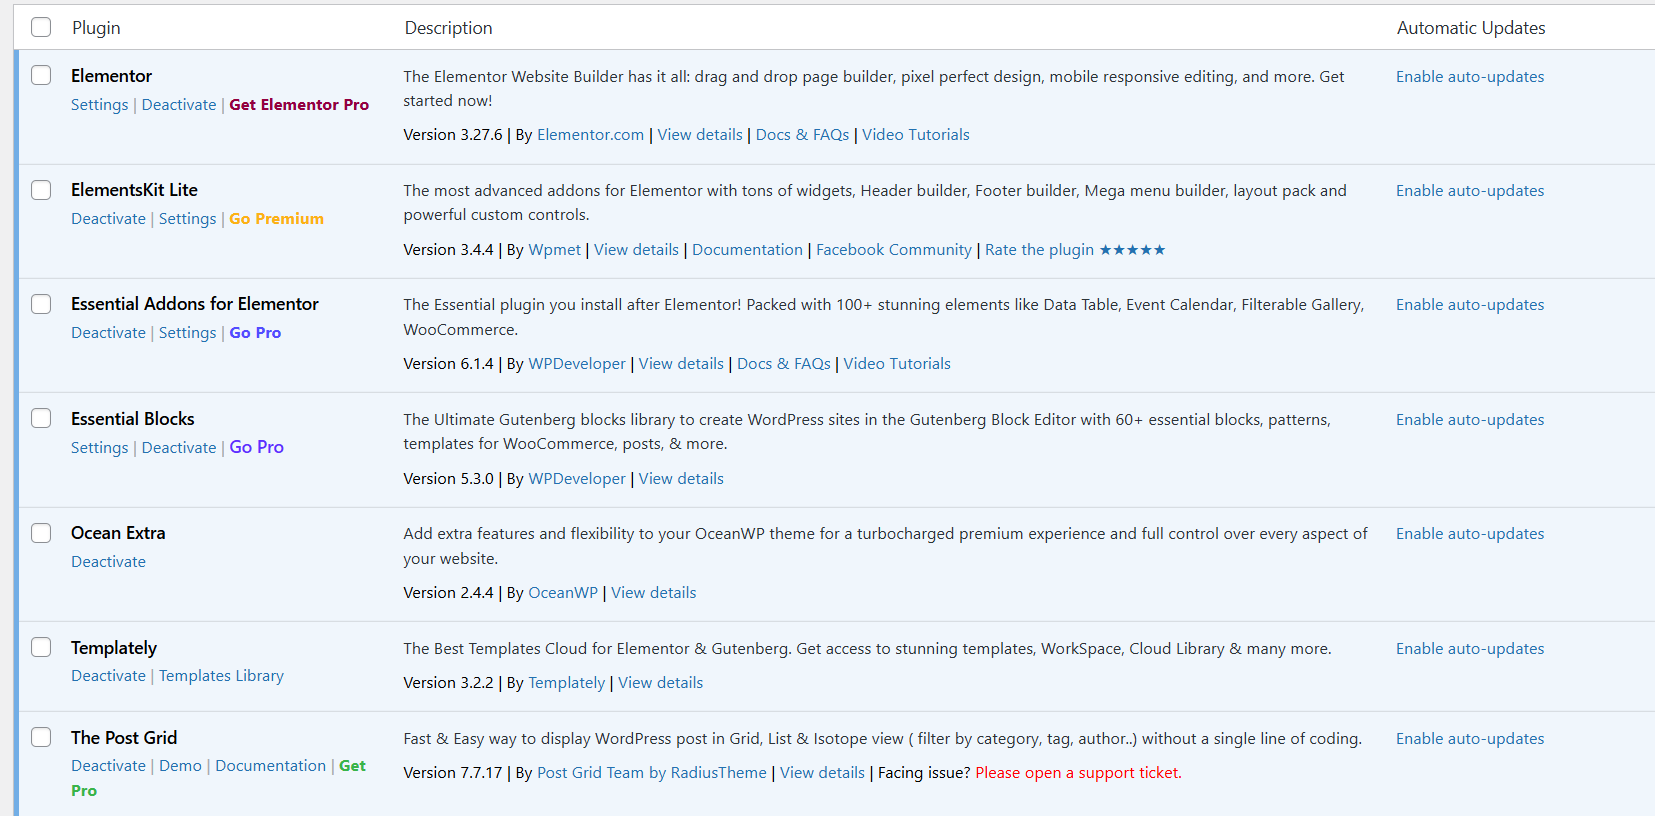 Plugin Description Automatic Updates
Elementor The Elementor Website Builder has it all: drag and drop page builder, pixel perfect design, mobile responsive editing, and more. Get Enable auto-updates
started now!
Settings | Deactivate | Get Elementor Pro
Version 3.27.6 | By Elementor.com | View details | Docs & FAQs | Video Tutorials
ElementsKit Lite The most advanced addons for Elementor with tons of widgets, Header builder, Footer builder, Mega menu builder, layout pack and Enable auto-updates
powerful custom controls.
Deactivate | Settings | Go Premium
Version 3.4.4 | By Wpmet | View details | Documentation | Facebook Community | Rate the plugin ★★★★★
Essential Addons for Elementor The Essential plugin you install after Elementor! Packed with 100+ stunning elements like Data Table, Event Calendar, Filterable Gallery, Enable auto-updates
WooCommerce.
Deactivate | Settings | Go Pro
Version 6.1.4 | By WPDeveloper | View details | Docs & FAQs | Video Tutorials
Essential Blocks The Ultimate Gutenberg blocks library to create WordPress sites in the Gutenberg Block Editor with 60+ essential blocks, patterns, Enable auto-updates
templates for WooCommerce, posts, & more.
Settings | Deactivate | Go Pro
Version 5.3.0 | By WPDeveloper | View details
Ocean Extra Add extra features and flexibility to your OceanWP theme for a turbocharged premium experience and full control over every aspect of Enable auto-updates
your website.
Deactivate
Version 2.4.4 | By OceanWP | View details
Templately The Best Templates Cloud for Elementor & Gutenberg. Get access to stunning templates, WorkSpace, Cloud Library & many more. Enable auto-updates
Deactivate | Templates Library
Version 3.2.2 | By Templately | View details
The Post Grid Fast & Easy way to display WordPress post in Grid, List & Isotope view ( filter by category, tag, author..) without a single line of coding. Enable auto-updates
Deactivate | Demo | Documentation | Get
Pro
Version 7.7.17 | By Post Grid Team by RadiusTheme | View details | Facing issue? Please open a support ticket.